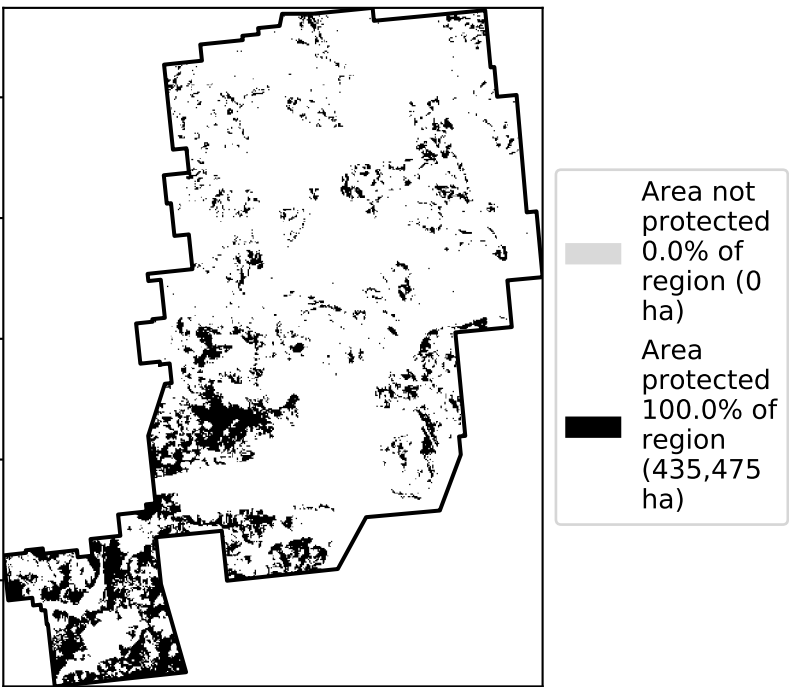 Area not
protected
0.0% of
region (0
ha)
Area
protected
100.0% of
region
(435,475
ha)